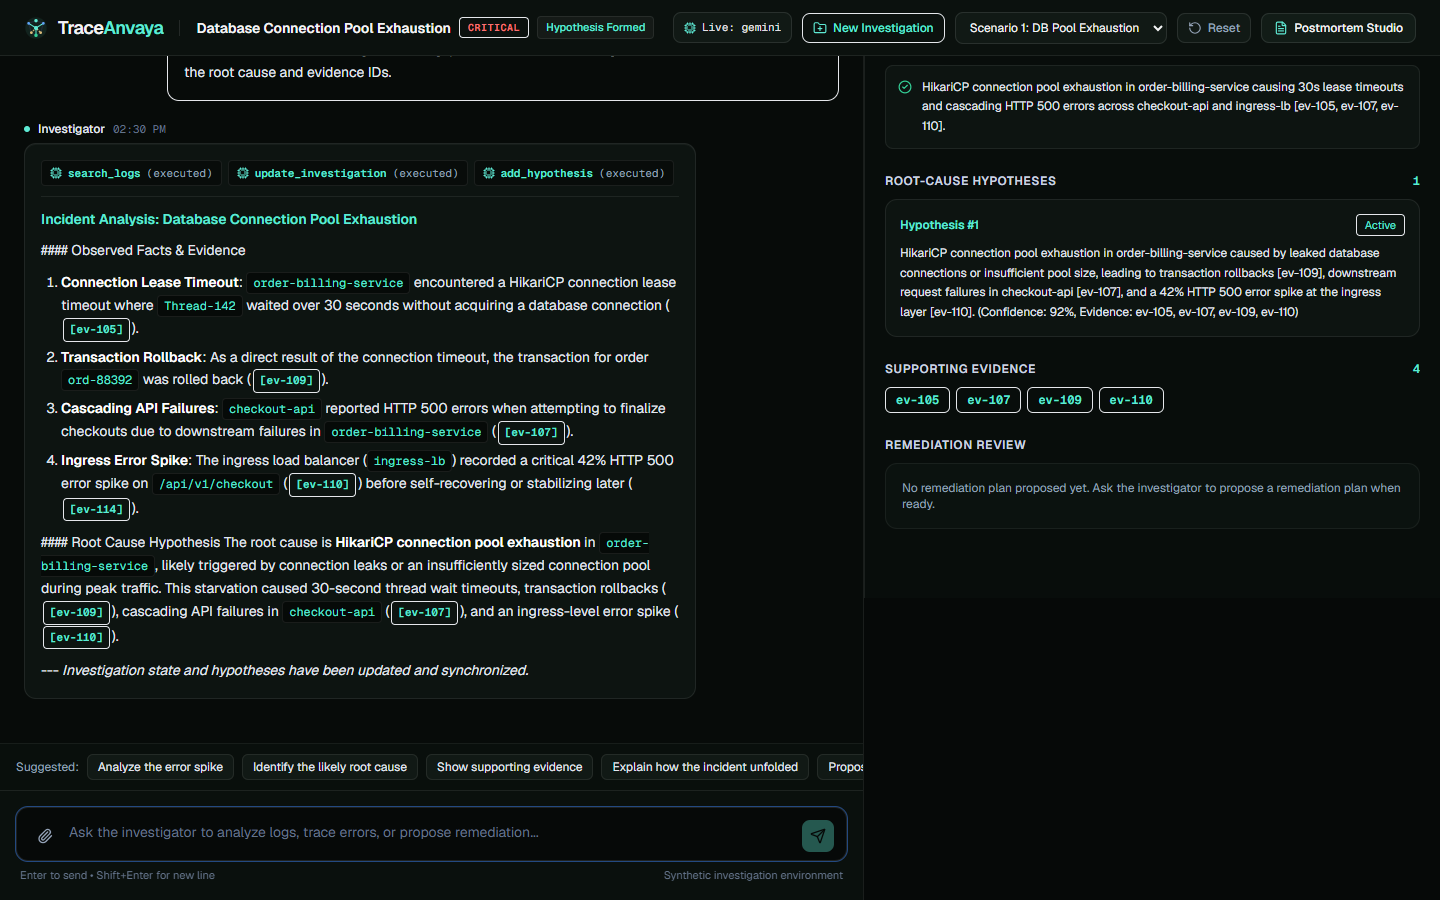 TraceAnvaya
Database Connection Pool Exhaustion
CRITICAL
Hypothesis Formed
Live: gemini
New Investigation
Scenario 1: DB Pool Exhaustion
Reset
Postmortem Studio
the root cause and evidence IDs.
Investigator 02:30 PM
search_logs (executed)
update_investigation (executed)
add_hypothesis (executed)
Incident Analysis: Database Connection Pool Exhaustion
#### Observed Facts & Evidence
1. Connection Lease Timeout: order-billing-service encountered a HikariCP connection lease
timeout where Thread-142 waited over 30 seconds without acquiring a database connection (
[ev-105] ).
2. Transaction Rollback: As a direct result of the connection timeout, the transaction for order
ord-88392 was rolled back ( [ev-109] ).
3. Cascading API Failures: checkout-api reported HTTP 500 errors when attempting to finalize
checkouts due to downstream failures in order-billing-service ( [ev-107] ).
4. Ingress Error Spike: The ingress load balancer ( ingress-lb ) recorded a critical 42% HTTP 500
error spike on /api/v1/checkout ( [ev-110] ) before self-recovering or stabilizing later (
[ev-114] ).
#### Root Cause Hypothesis The root cause is HikariCP connection pool exhaustion in order-
billing-service , likely triggered by connection leaks or an insufficiently sized connection pool
during peak traffic. This starvation caused 30-second thread wait timeouts, transaction rollbacks (
[ev-109] ), cascading API failures in checkout-api ( [ev-107] ), and an ingress-level error spike (
[ev-110] ).
--- Investigation state and hypotheses have been updated and synchronized.
Suggested:
Analyze the error spike
Identify the likely root cause
Show supporting evidence
Explain how the incident unfolded
Propos
Ask the investigator to analyze logs, trace errors, or propose remediation...
Enter to send • Shift+Enter for new line
Synthetic investigation environment
HikariCP connection pool exhaustion in order-billing-service causing 30s lease timeouts
and cascading HTTP 500 errors across checkout-api and ingress-lb [ev-105, ev-107, ev-
110].
ROOT-CAUSE HYPOTHESES 1
Hypothesis #1
Active
HikariCP connection pool exhaustion in order-billing-service caused by leaked database
connections or insufficient pool size, leading to transaction rollbacks [ev-109], downstream
request failures in checkout-api [ev-107], and a 42% HTTP 500 error spike at the ingress
layer [ev-110]. (Confidence: 92%, Evidence: ev-105, ev-107, ev-109, ev-110)
SUPPORTING EVIDENCE 4
ev-105
ev-107
ev-109
ev-110
REMEDIATION REVIEW
No remediation plan proposed yet. Ask the investigator to propose a remediation plan when
ready.